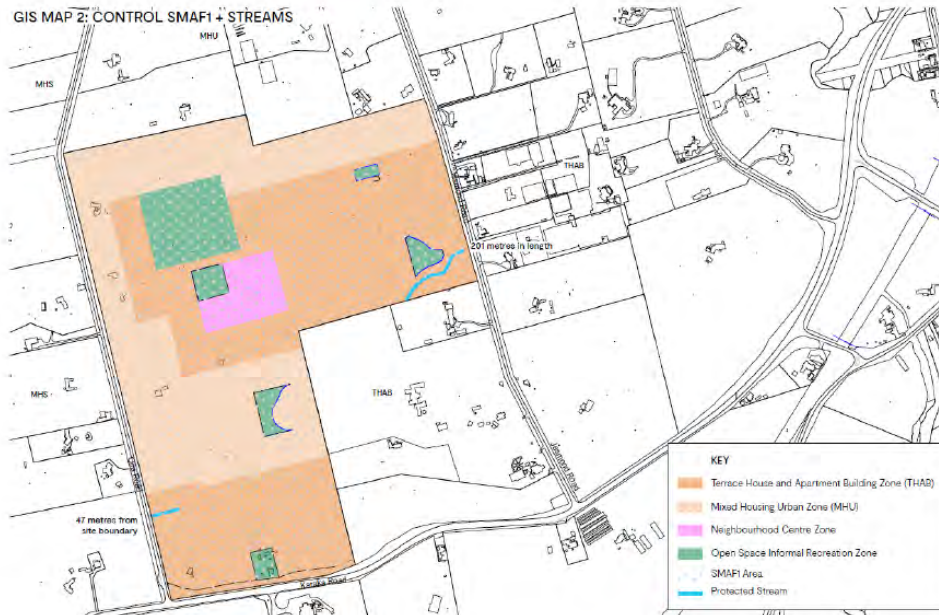 GIS MAP 2: CONTROL SMAF1 + STREAMS
MHU
MHS
THAB
201 metres in length
MHS
THAB
47 metres from
site boundary
Karaka Road
KEY
Terrace House and Apartment Building Zone (THAB)
Mixed Housing Urban Zone (MHU)
Neighbourhood Centre Zone
Open Space Informal Recreation Zone
SMAF1 Area
Protected Stream